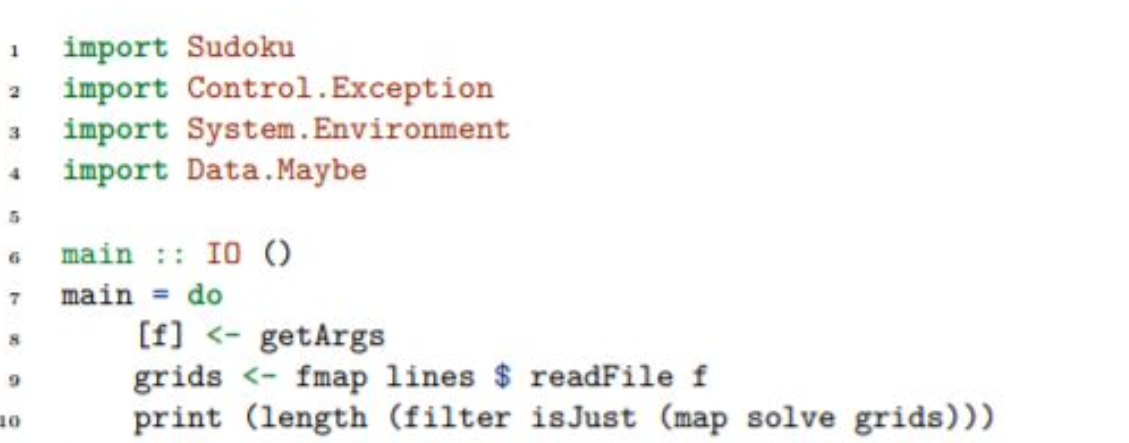 1 import Sudoku
2 import Control.Exception
3 import System.Environment
4 import Data.Maybe
5
6 main :: IO ()
7 main = do
8     [f] <- getArgs
9     grids <- fmap lines $ readFile f
10     print (length (filter isJust (map solve grids)))